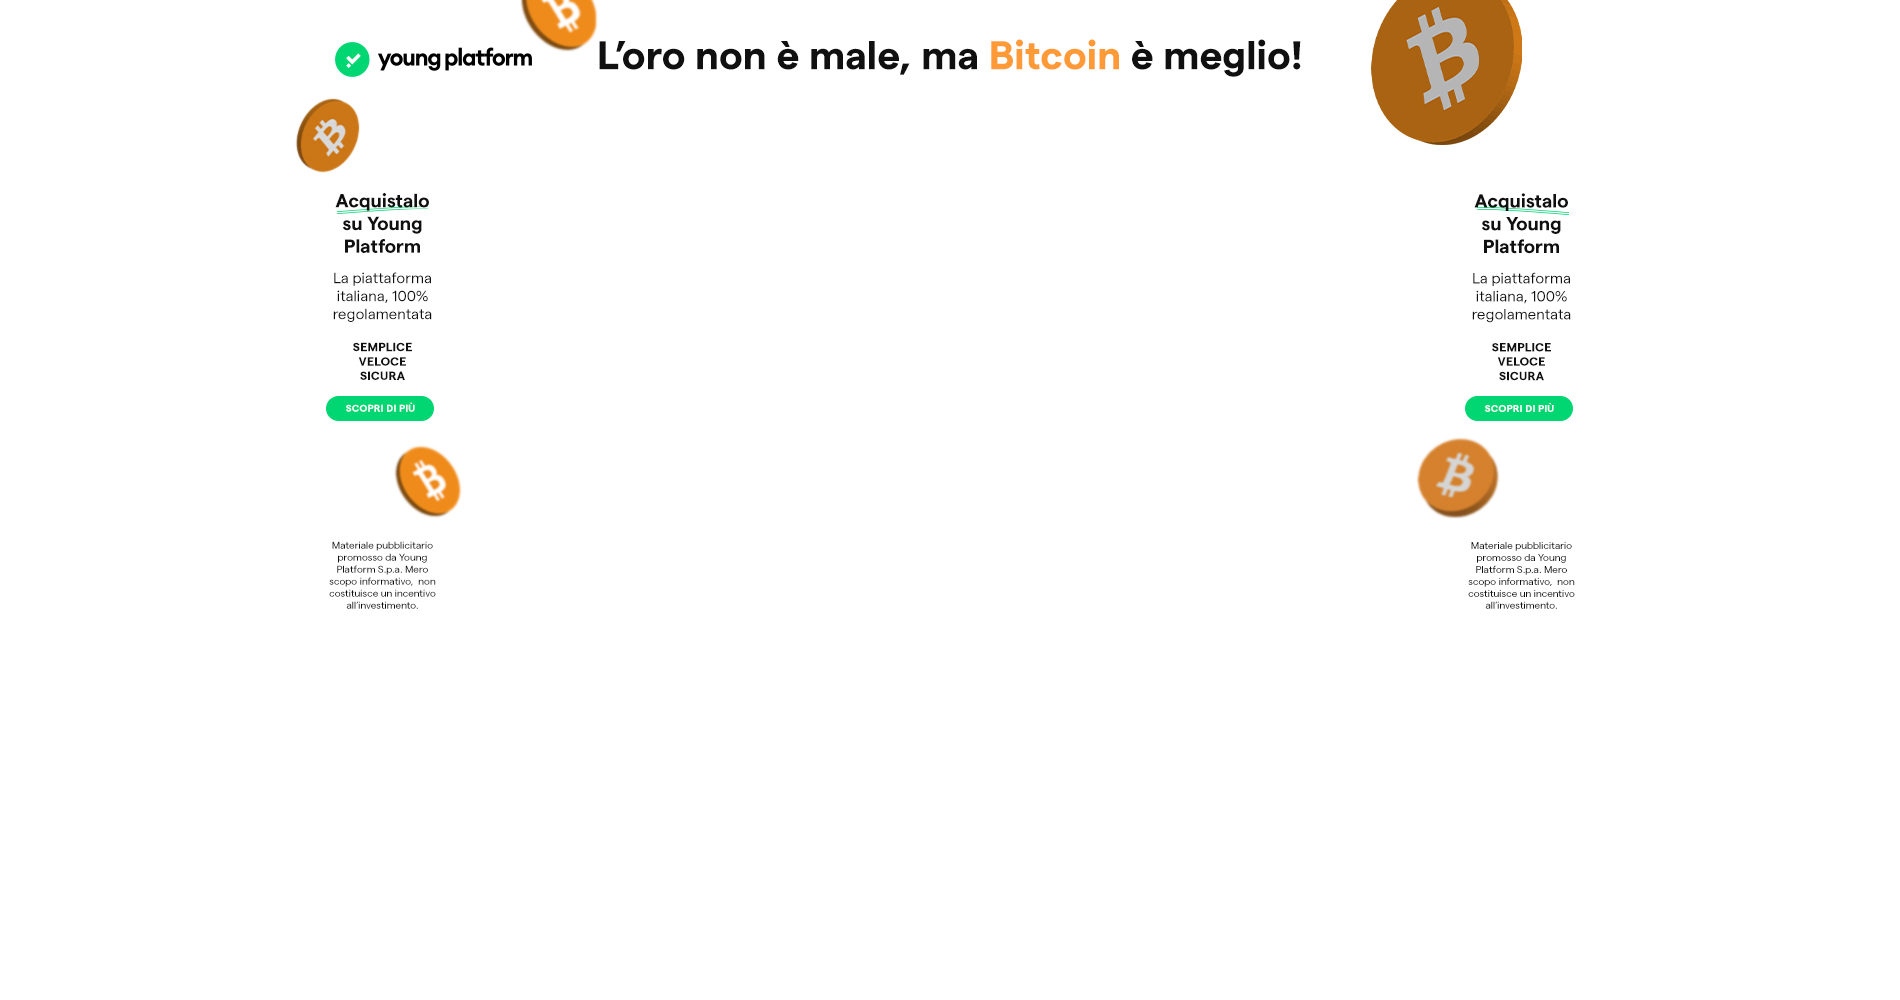 young platform
L'oro non è male, ma Bitcoin è meglio!
Acquistalo
su Young
Platform
La piattaforma
italiana, 100%
regolamentata
SEMPLICE
VELOCE
SICURA
SCOPRI DI PIÙ
Materiale pubblicitario
promosso da Young
Platform S.p.a. Mero
scopo informativo, non
costituisce un incentivo
all'investimento.
Acquistalo
su Young
Platform
La piattaforma
italiana, 100%
regolamentata
SEMPLICE
VELOCE
SICURA
SCOPRI DI PIÙ
Materiale pubblicitario
promosso da Young
Platform S.p.a. Mero
scopo informativo, non
costituisce un incentivo
all'investimento.